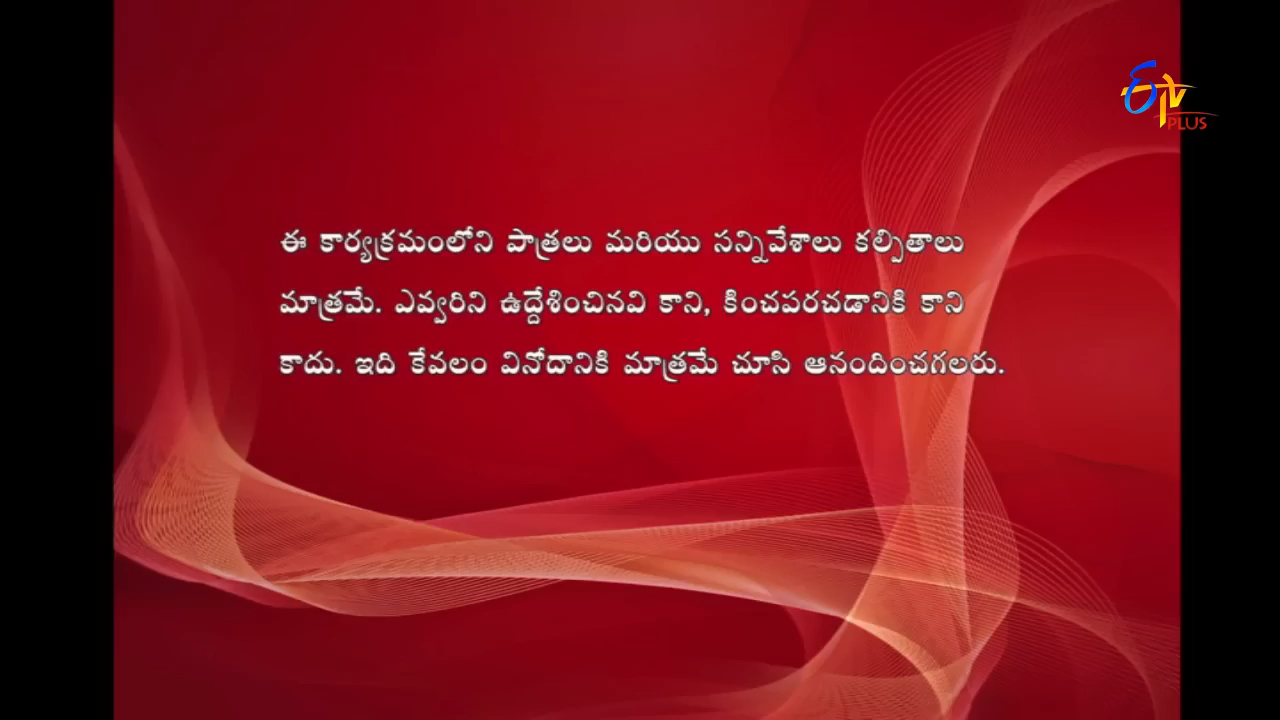 ETV
PLUS
ఈ కార్యక్రమంలోని పాత్రలు మరియు సన్నివేశాలు కల్పితాలు
మాత్రమే. ఎవ్వరిని ఉద్దేశించినవి కాని, కించపరచడానికి కాని
కాదు. ఇది కేవలం వినోదానికి మాత్రమే చూసి ఆనందించగలరు.